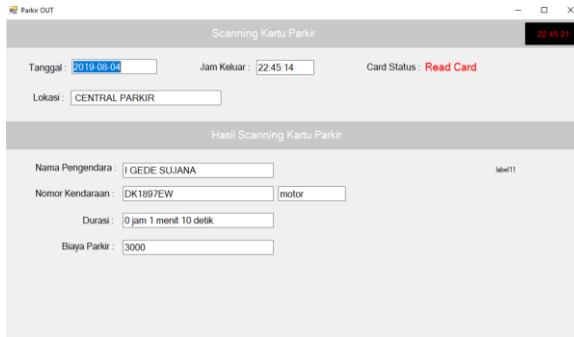 Parkir OUT
Scanning Kartu Parkir
22:45:21
Tanggal : 2019-08-04 Jam Keluar : 22:45:14 Card Status : Read Card
Lokasi : CENTRAL PARKIR
Hasil Scanning Kartu Parkir
Nama Pengendara : I GEDE SUJANA label11
Nomor Kendaraan : DK1897EW motor
Durasi : 0 jam 1 menit 10 detik
Biaya Parkir : 3000